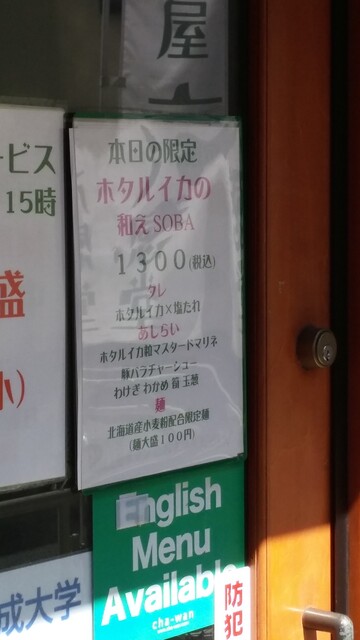 屋
ービス
15時
盛
小）
本日の限定
ホタルイカの
和えSOBA
１３００(税込)
タレ
ホタルイカ×塩たれ
あしらい
ホタルイカ粒マスタードマリネ
豚バラチャーシュー
わけぎ わかめ 筍 玉葱
麺
北海道産小麦粉配合限定麺
（麺大盛１００円）
English
Menu
Available
cha-wan
成大学
防犯